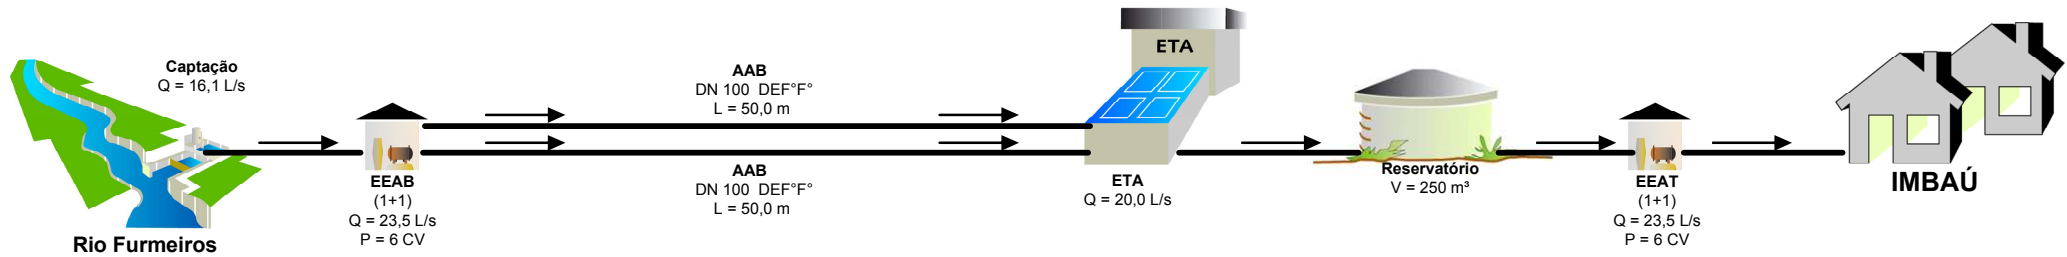 Captação
Q = 16,1 L/s
Rio Furmeiros
EEAB
(1+1)
Q = 23,5 L/s
P = 6 CV
AAB
DN 100 DEF°F°
L = 50,0 m
AAB
DN 100 DEF°F°
L = 50,0 m
ETA
ETA
Q = 20,0 L/s
Reservatório
V = 250 m³
EEAT
(1+1)
Q = 23,5 L/s
P = 6 CV
IMBAÚ